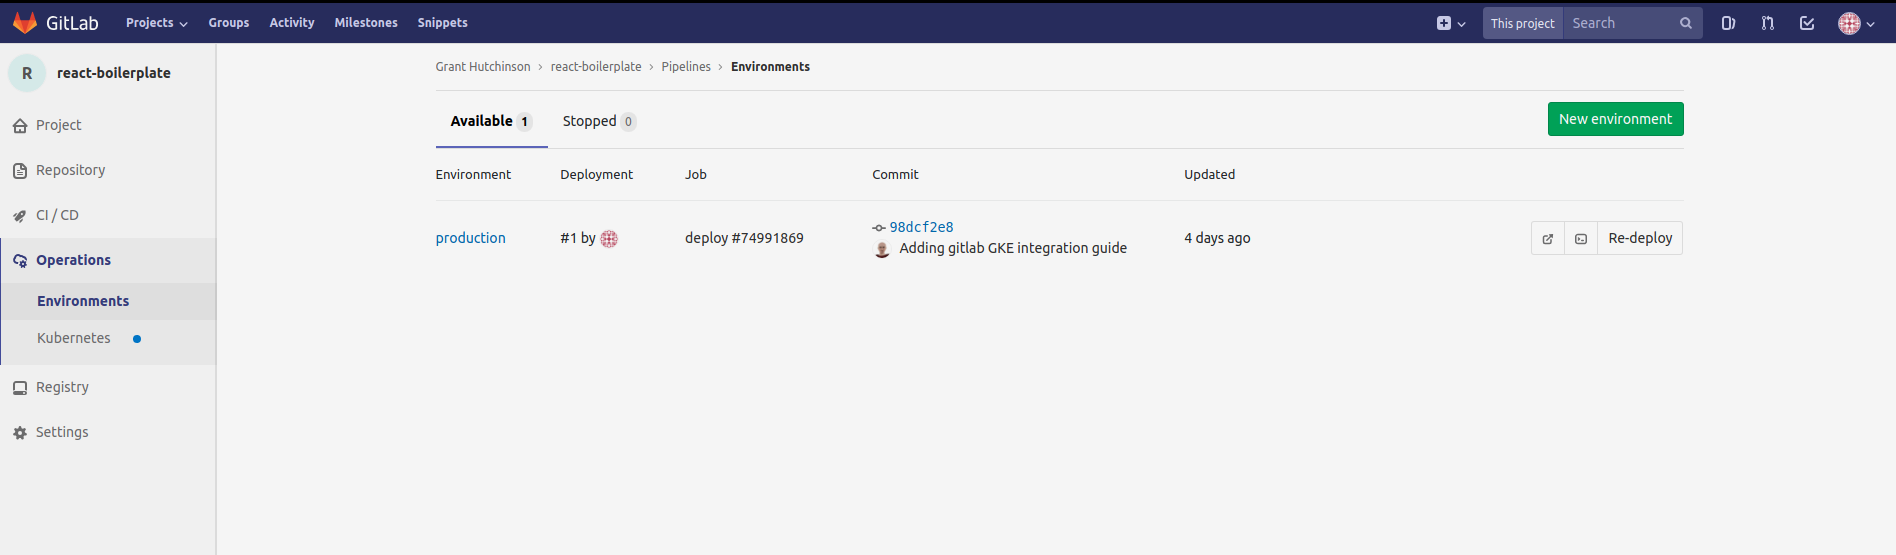 GitLab Projects Groups Activity Milestones Snippets This project Search
R react-boilerplate
Project
Repository
CI / CD
Operations
Environments
Kubernetes
Registry
Settings
Grant Hutchinson › react-boilerplate › Pipelines › Environments
Available 1 Stopped 0 New environment
Environment Deployment Job Commit Updated
production #1 by deploy #74991869 98dcf2e8 4 days ago Re-deploy
Adding gitlab GKE integration guide